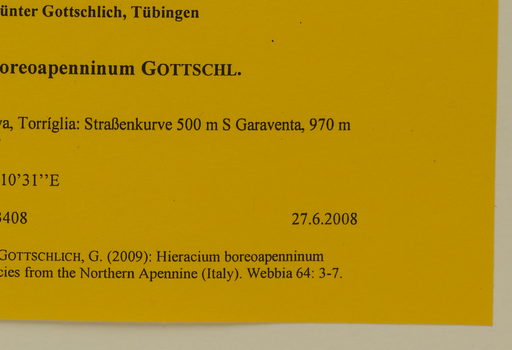 ünter Gottschlich, Tübingen
oreoapenninum GOTTSCHL.
va, Torríglia: Straßenkurve 500 m S Garaventa, 970 m
10’31’’E
3408 27.6.2008
GOTTSCHLICH, G. (2009): Hieracium boreoapenninum
cies from the Northern Apennine (Italy). Webbia 64: 3-7.